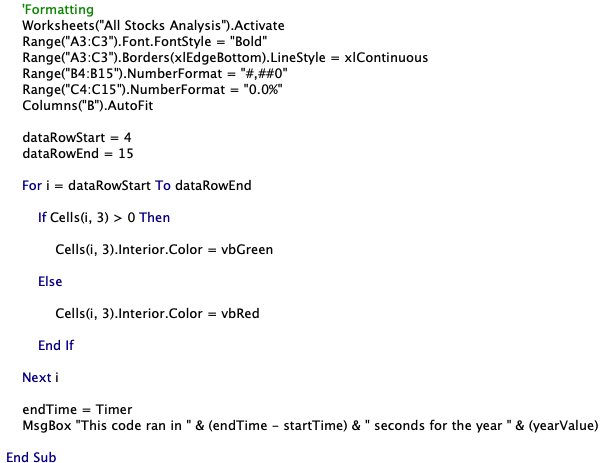 'Formatting
Worksheets("All Stocks Analysis").Activate
Range("A3:C3").Font.FontStyle = "Bold"
Range("A3:C3").Borders(xlEdgeBottom).LineStyle = xlContinuous
Range("B4:B15").NumberFormat = "#,##0"
Range("C4:C15").NumberFormat = "0.0%"
Columns("B").AutoFit
dataRowStart = 4
dataRowEnd = 15
For i = dataRowStart To dataRowEnd
If Cells(i, 3) > 0 Then
Cells(i, 3).Interior.Color = vbGreen
Else
Cells(i, 3).Interior.Color = vbRed
End If
Next i
endTime = Timer
MsgBox "This code ran in " & (endTime - startTime) & " seconds for the year " & (yearValue)
End Sub